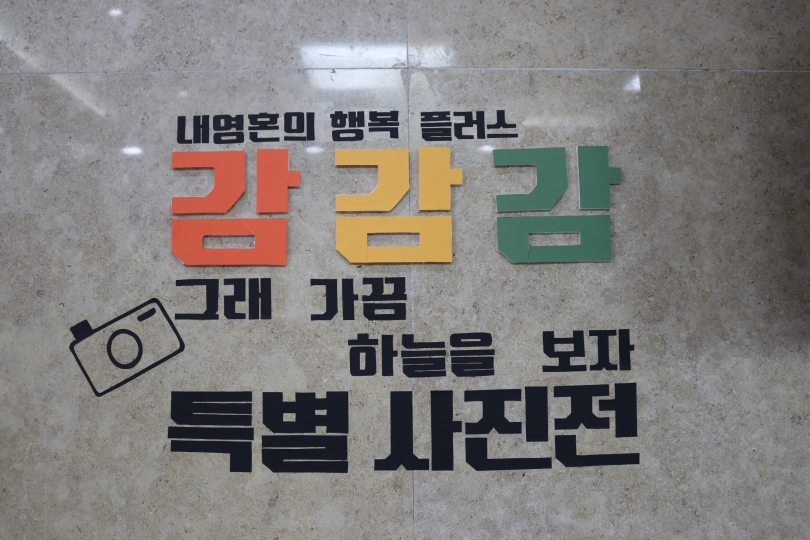 내영혼의 행복 플러스
감감감
그래 가끔
하늘을 보자
특별 사진전